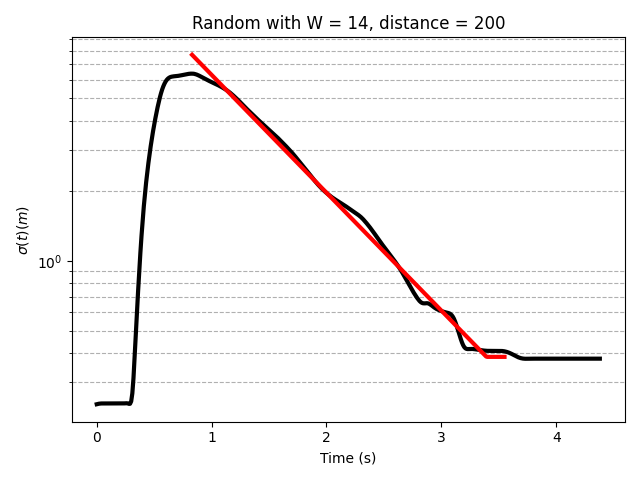 Random with W = 14, distance = 200
σ(t)(m)
10⁰
0 1 2 3 4
Time (s)